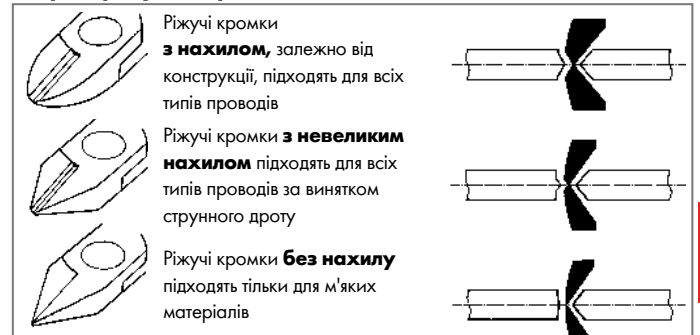 Ріжучі кромки
з нахилом, залежно від
конструкції, підходять для всіх
типів проводів
Ріжучі кромки з невеликим
нахилом підходять для всіх
типів проводів за винятком
струнного дроту
Ріжучі кромки без нахилу
підходять тільки для м'яких
матеріалів